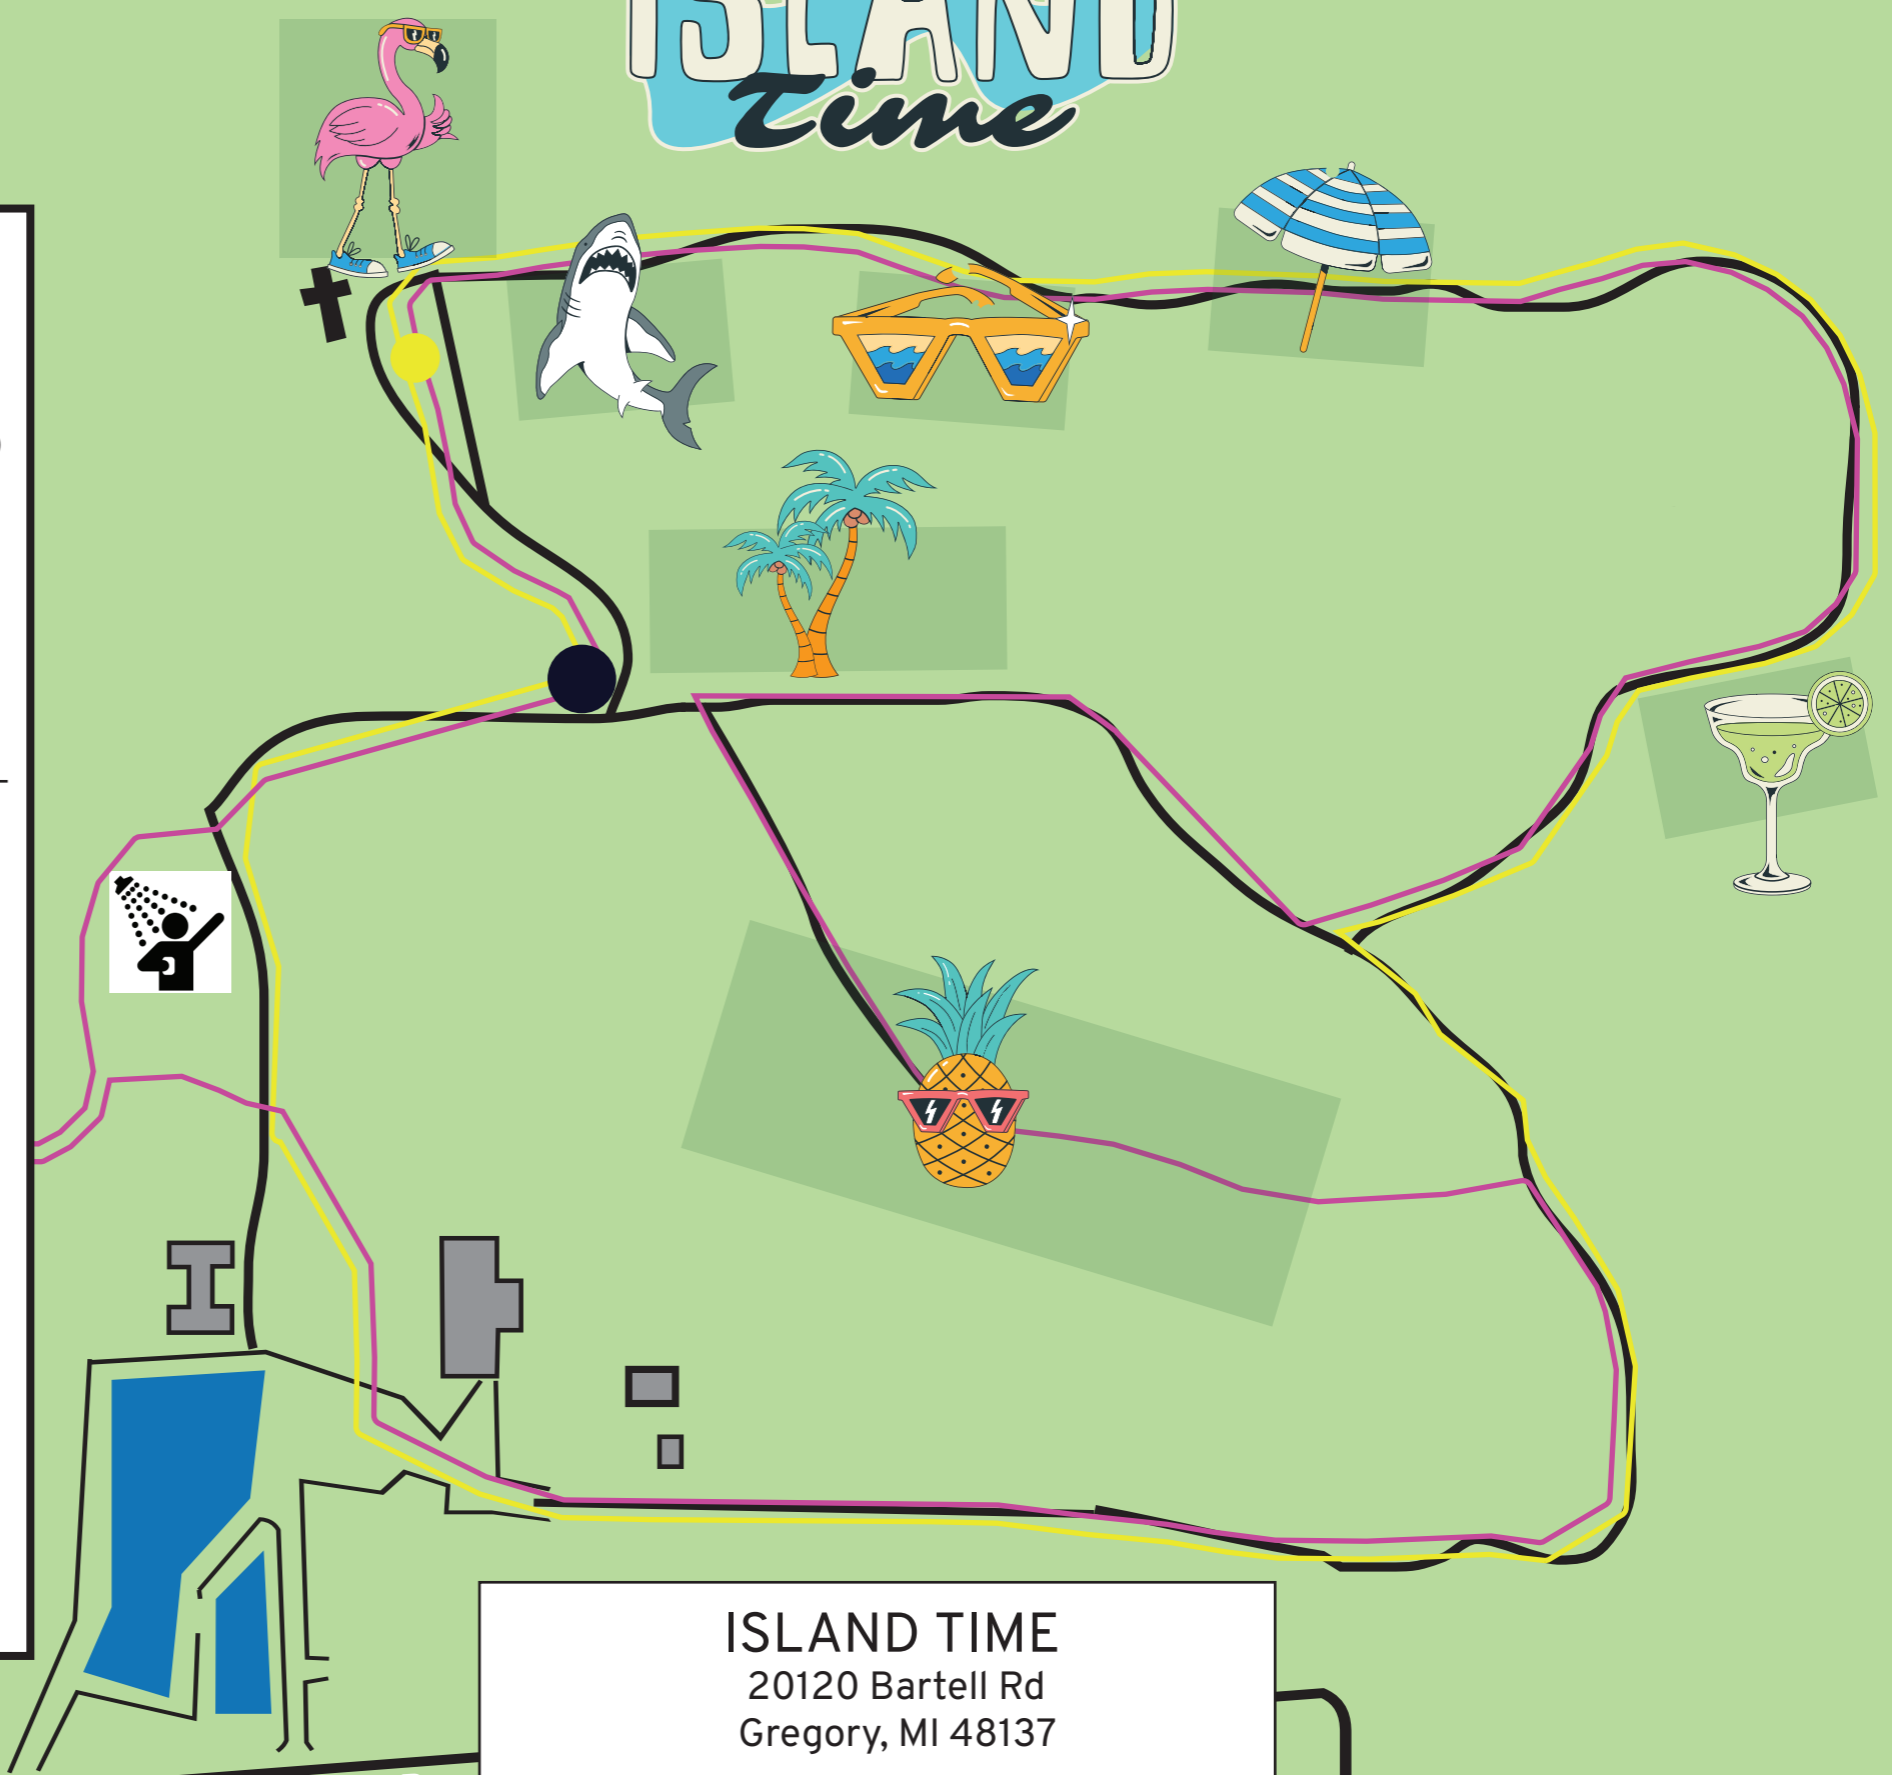 ISLAND
Time
ISLAND TIME
20120 Bartell Rd
Gregory, MI 48137